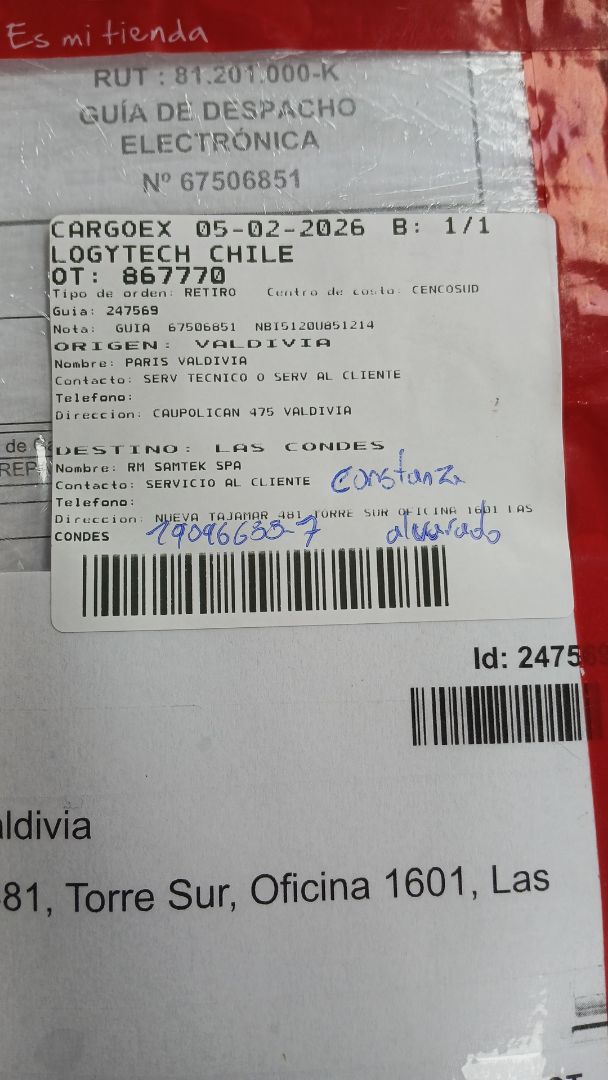 Es mi tienda
RUT : 81.201.000-K
GUÍA DE DESPACHO
ELECTRÓNICA
Nº 67506851
CARGOEX 05-02-2026 B: 1/1
LOGYTECH CHILE
OT: 867770
Tipo de orden: RETIRO Centro de costo: CENCOSUD
Guia: 247569
Nota: GUIA 67506851 NBI5120U851214
ORIGEN: VALDIVIA
Nombre: PARIS VALDIVIA
Contacto: SERV TECNICO O SERV AL CLIENTE
Telefono:
Direccion: CAUPOLICAN 475 VALDIVIA
de
REP
DESTINO: LAS CONDES
Nombre: RM SAMTEK SPA
Contacto: SERVICIO AL CLIENTE
Constanza
Telefono:
Direccion: NUEVA TAJAMAR 481 TORRE SUR OFICINA 1601 LAS
CONDES
19096633-7 alvarado
Id: 247569
aldivia
81, Torre Sur, Oficina 1601, Las